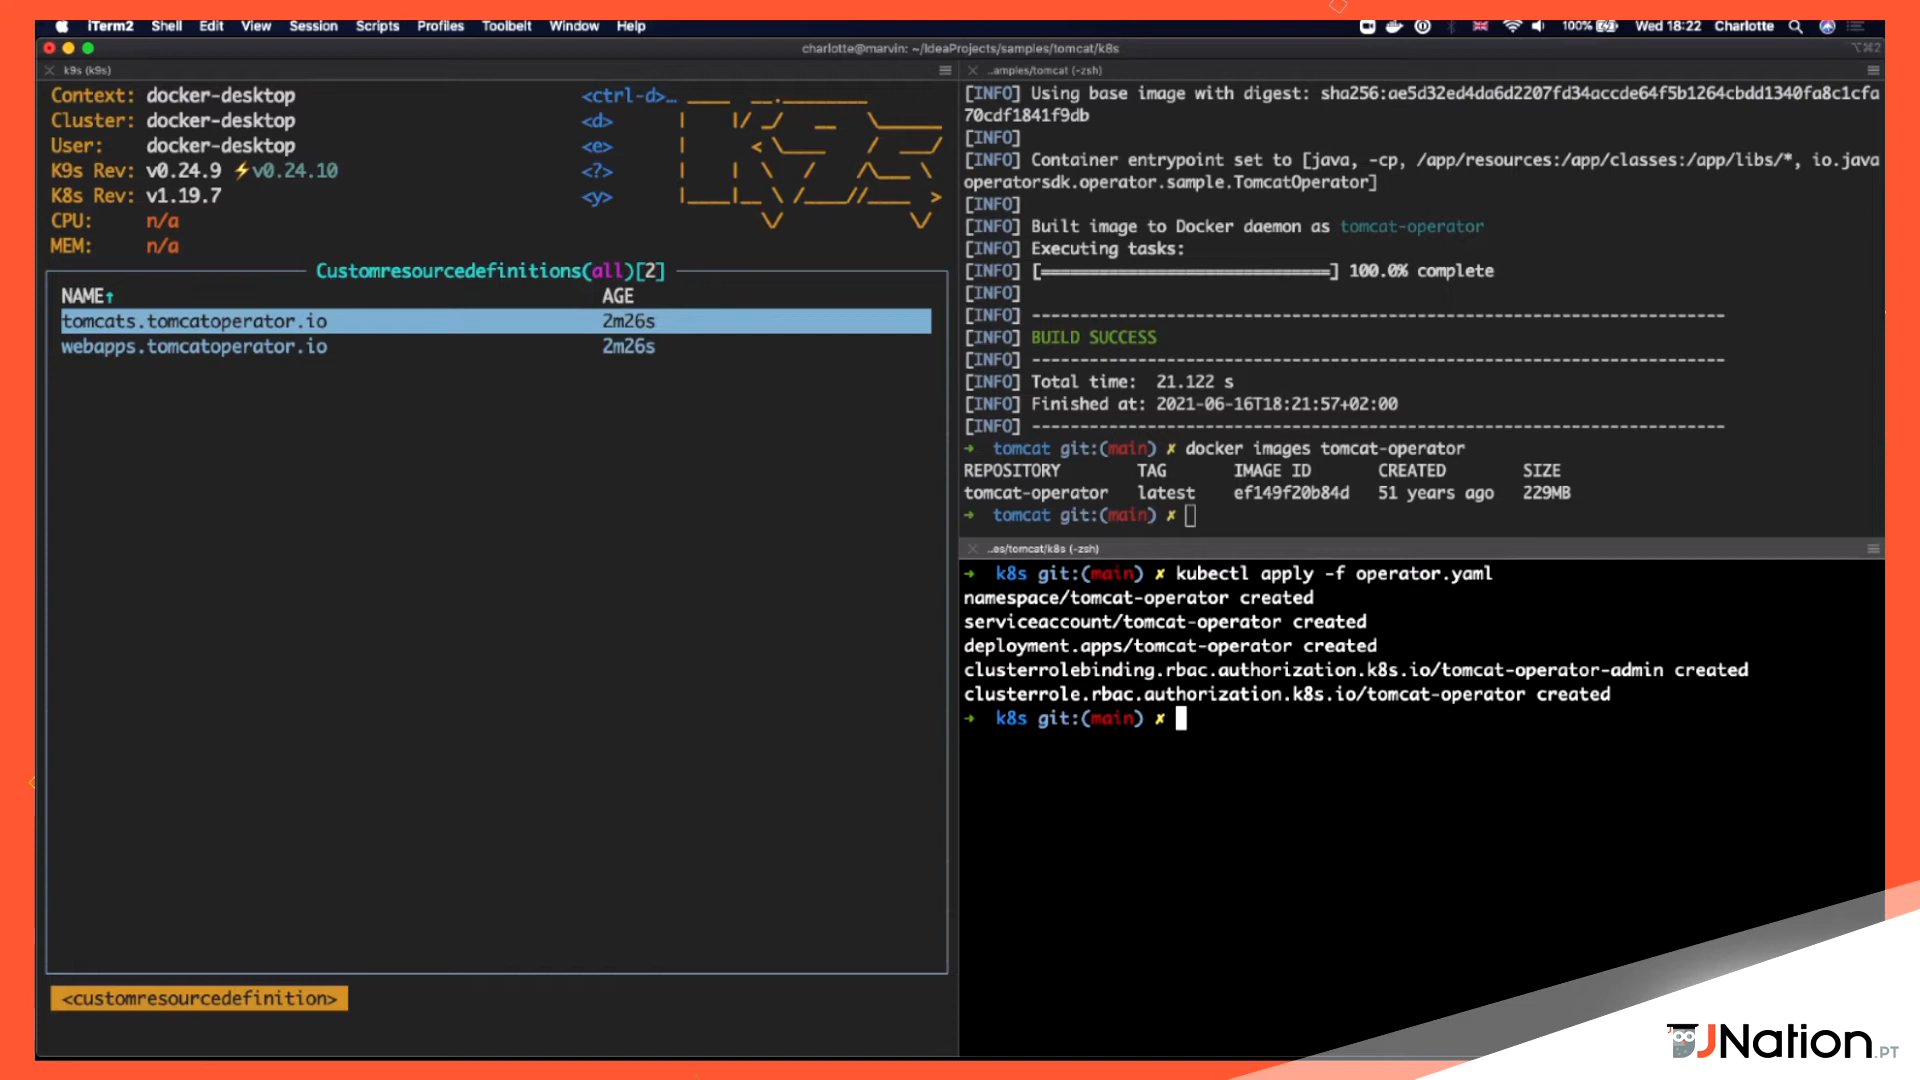 iTerm2 Shell Edit View Session Scripts Profiles Toolbelt Window Help 100% Wed 18:22 Charlotte
charlotte@marvin: ~/IdeaProjects/samples/tomcat/k8s ⌥⌘2
k9s (k9s)
Context: docker-desktop <ctrl-d>…
Cluster: docker-desktop <d>
User: docker-desktop <e>
K9s Rev: v0.24.9 ⚡v0.24.10 <?>
K8s Rev: v1.19.7 <y>
CPU: n/a
MEM: n/a
Customresourcedefinitions(all)[2]
NAME↑ AGE
tomcats.tomcatoperator.io 2m26s
webapps.tomcatoperator.io 2m26s
<customresourcedefinition>
..amples/tomcat (-zsh)
[INFO] Using base image with digest: sha256:ae5d32ed4da6d2207fd34accde64f5b1264cbdd1340fa8c1cfa
70cdf1841f9db
[INFO]
[INFO] Container entrypoint set to [java, -cp, /app/resources:/app/classes:/app/libs/*, io.java
operatorsdk.operator.sample.TomcatOperator]
[INFO]
[INFO] Built image to Docker daemon as tomcat-operator
[INFO] Executing tasks:
[INFO] [==============================] 100.0% complete
[INFO]
[INFO] ------------------------------------------------------------------------
[INFO] BUILD SUCCESS
[INFO] ------------------------------------------------------------------------
[INFO] Total time:  21.122 s
[INFO] Finished at: 2021-06-16T18:21:57+02:00
[INFO] ------------------------------------------------------------------------
➜ tomcat git:(main) ✗ docker images tomcat-operator
REPOSITORY TAG IMAGE ID CREATED SIZE
tomcat-operator latest ef149f20b84d 51 years ago 229MB
➜ tomcat git:(main) ✗
..es/tomcat/k8s (-zsh)
➜ k8s git:(main) ✗ kubectl apply -f operator.yaml
namespace/tomcat-operator created
serviceaccount/tomcat-operator created
deployment.apps/tomcat-operator created
clusterrolebinding.rbac.authorization.k8s.io/tomcat-operator-admin created
clusterrole.rbac.authorization.k8s.io/tomcat-operator created
➜ k8s git:(main) ✗
JNation.PT